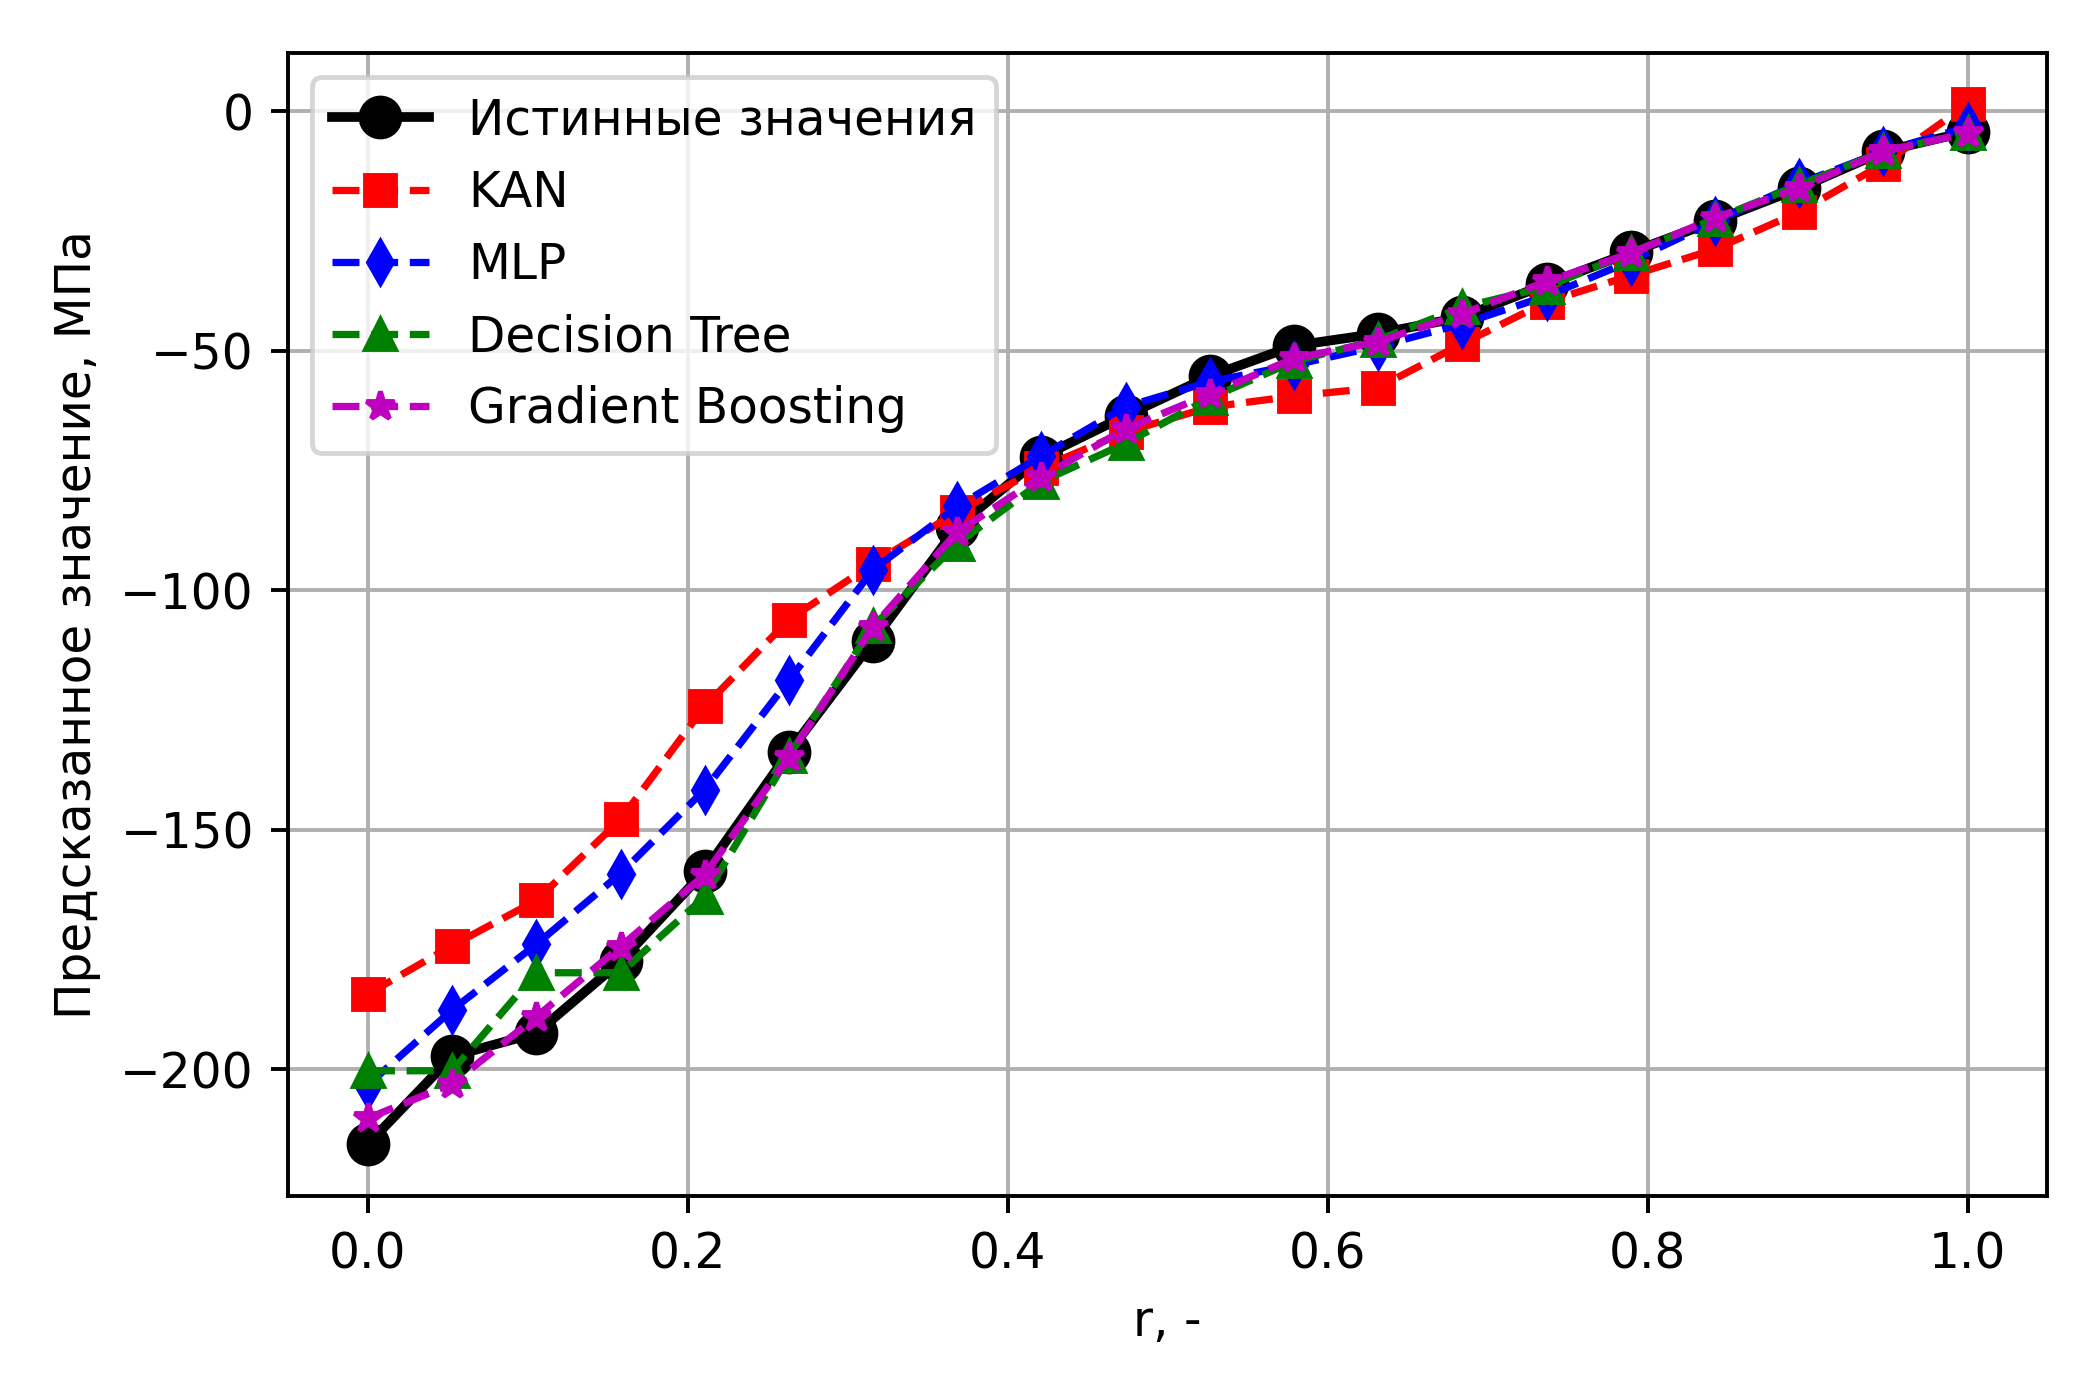 Истинные значения
KAN
MLP
Decision Tree
Gradient Boosting
Предсказанное значение, МПа
0
−50
−100
−150
−200
0.0 0.2 0.4 0.6 0.8 1.0
r, -